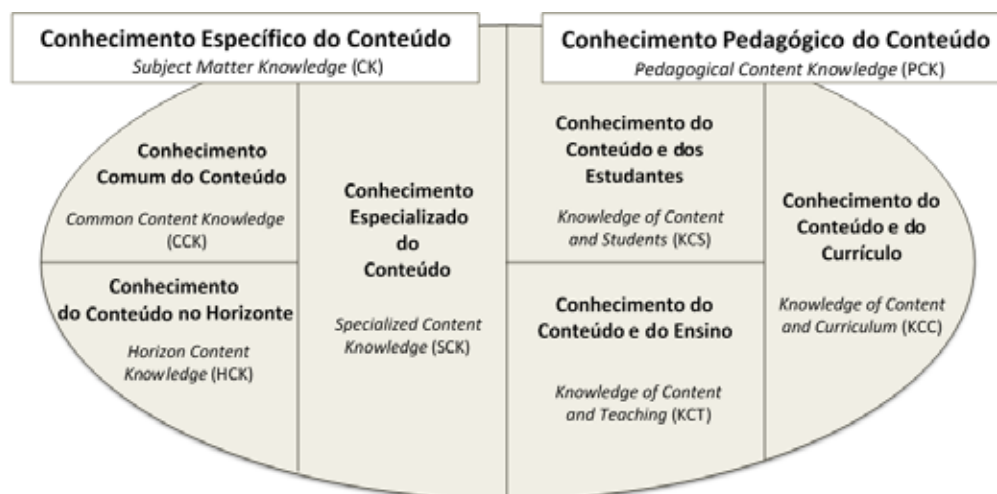 Conhecimento Específico do Conteúdo
Subject Matter Knowledge (CK)
Conhecimento Pedagógico do Conteúdo
Pedagogical Content Knowledge (PCK)
Conhecimento
Comum do Conteúdo
Common Content Knowledge
(CCK)
Conhecimento
do Conteúdo no Horizonte
Horizon Content
Knowledge (HCK)
Conhecimento
Especializado
do
Conteúdo
Specialized Content
Knowledge (SCK)
Conhecimento do
Conteúdo e dos
Estudantes
Knowledge of Content
and Students (KCS)
Conhecimento do
Conteúdo e do Ensino
Knowledge of Content
and Teaching (KCT)
Conhecimento do
Conteúdo e do
Currículo
Knowledge of Content
and Curriculum (KCC)